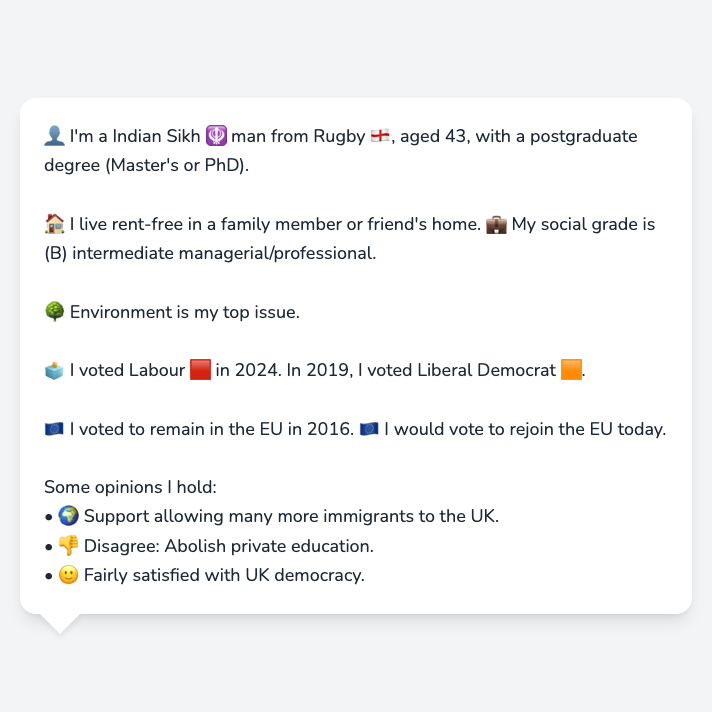 👤 I'm a Indian Sikh 🪯 man from Rugby 🏴󠁧󠁢󠁥󠁮󠁧󠁿, aged 43, with a postgraduate
degree (Master's or PhD).
🏠 I live rent-free in a family member or friend's home. 💼 My social grade is
(B) intermediate managerial/professional.
🌳 Environment is my top issue.
🗳️ I voted Labour 🟥 in 2024. In 2019, I voted Liberal Democrat 🟧.
🇪🇺 I voted to remain in the EU in 2016. 🇪🇺 I would vote to rejoin the EU today.
Some opinions I hold:
• 🌍 Support allowing many more immigrants to the UK.
• 👎 Disagree: Abolish private education.
• 🙂 Fairly satisfied with UK democracy.